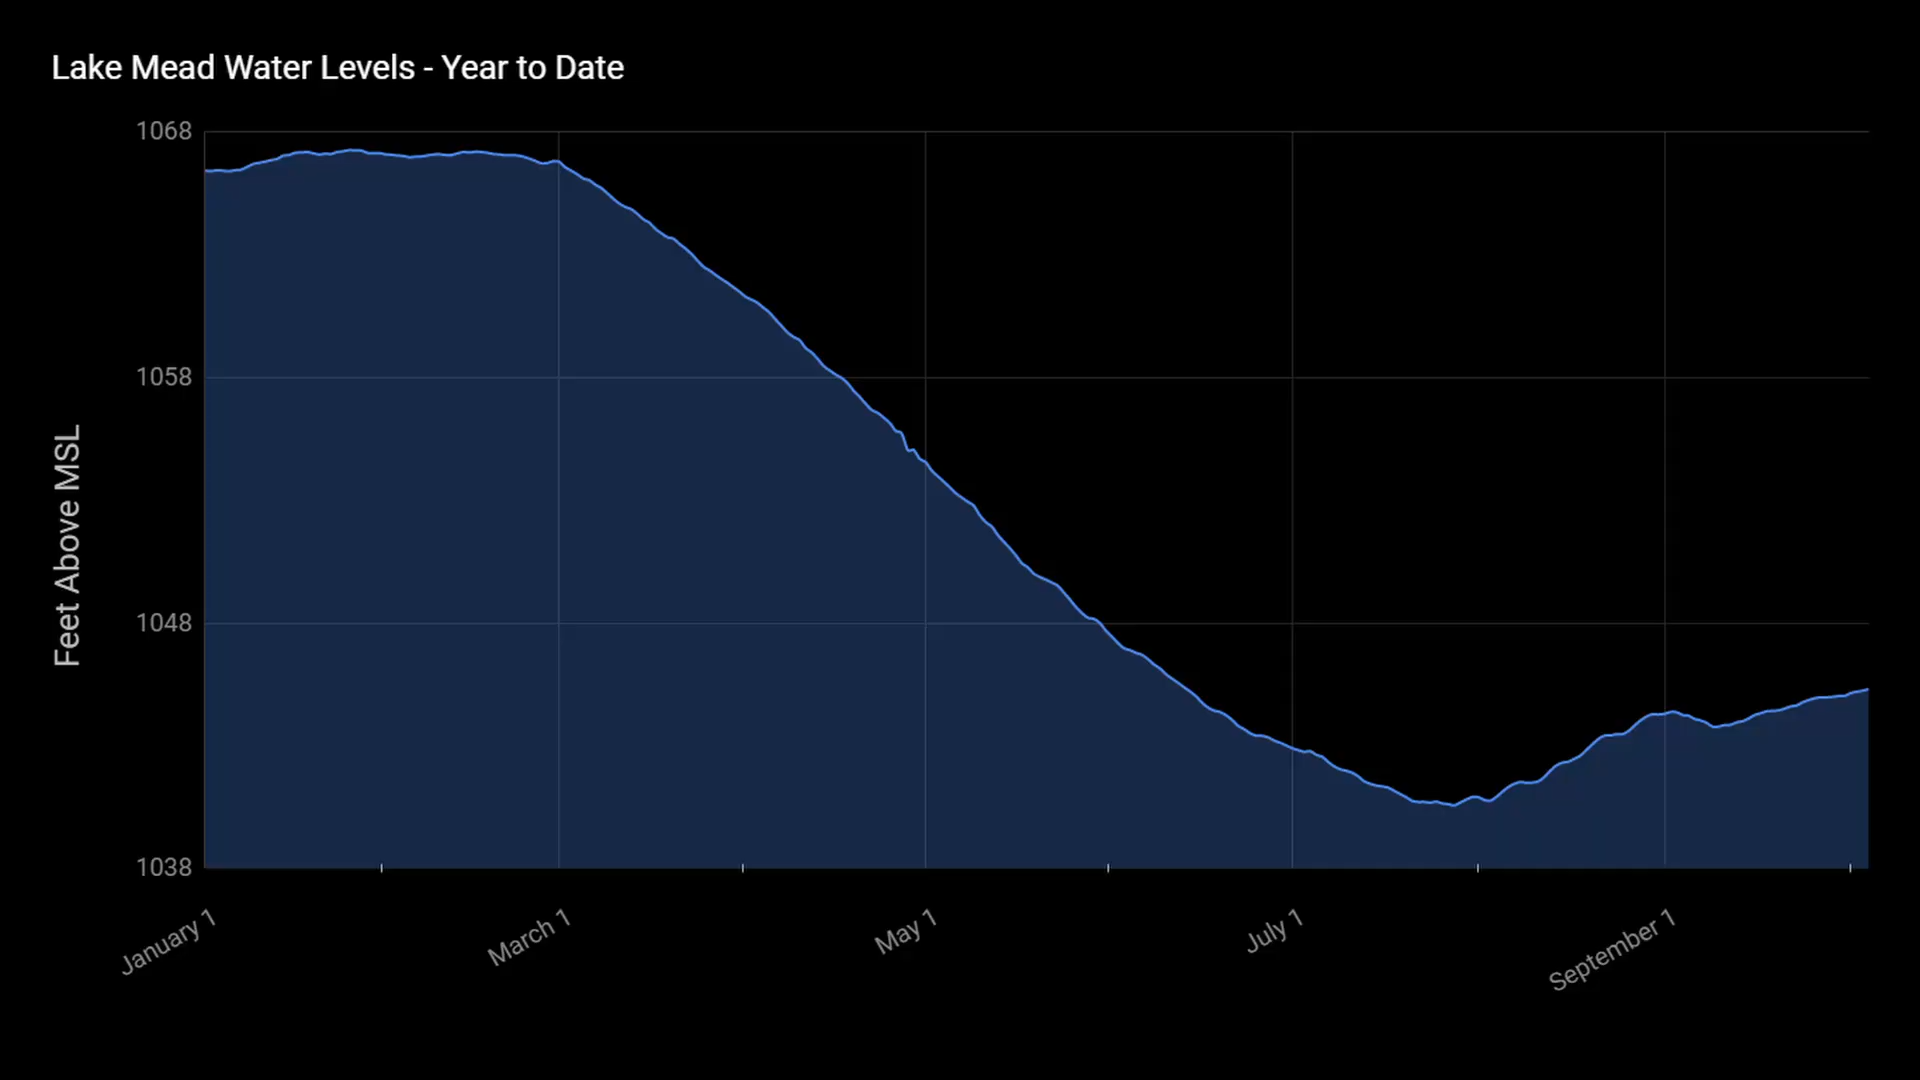 Lake Mead Water Levels - Year to Date
Feet Above MSL
1068
1058
1048
1038
January 1
March 1
May 1
July 1
September 1